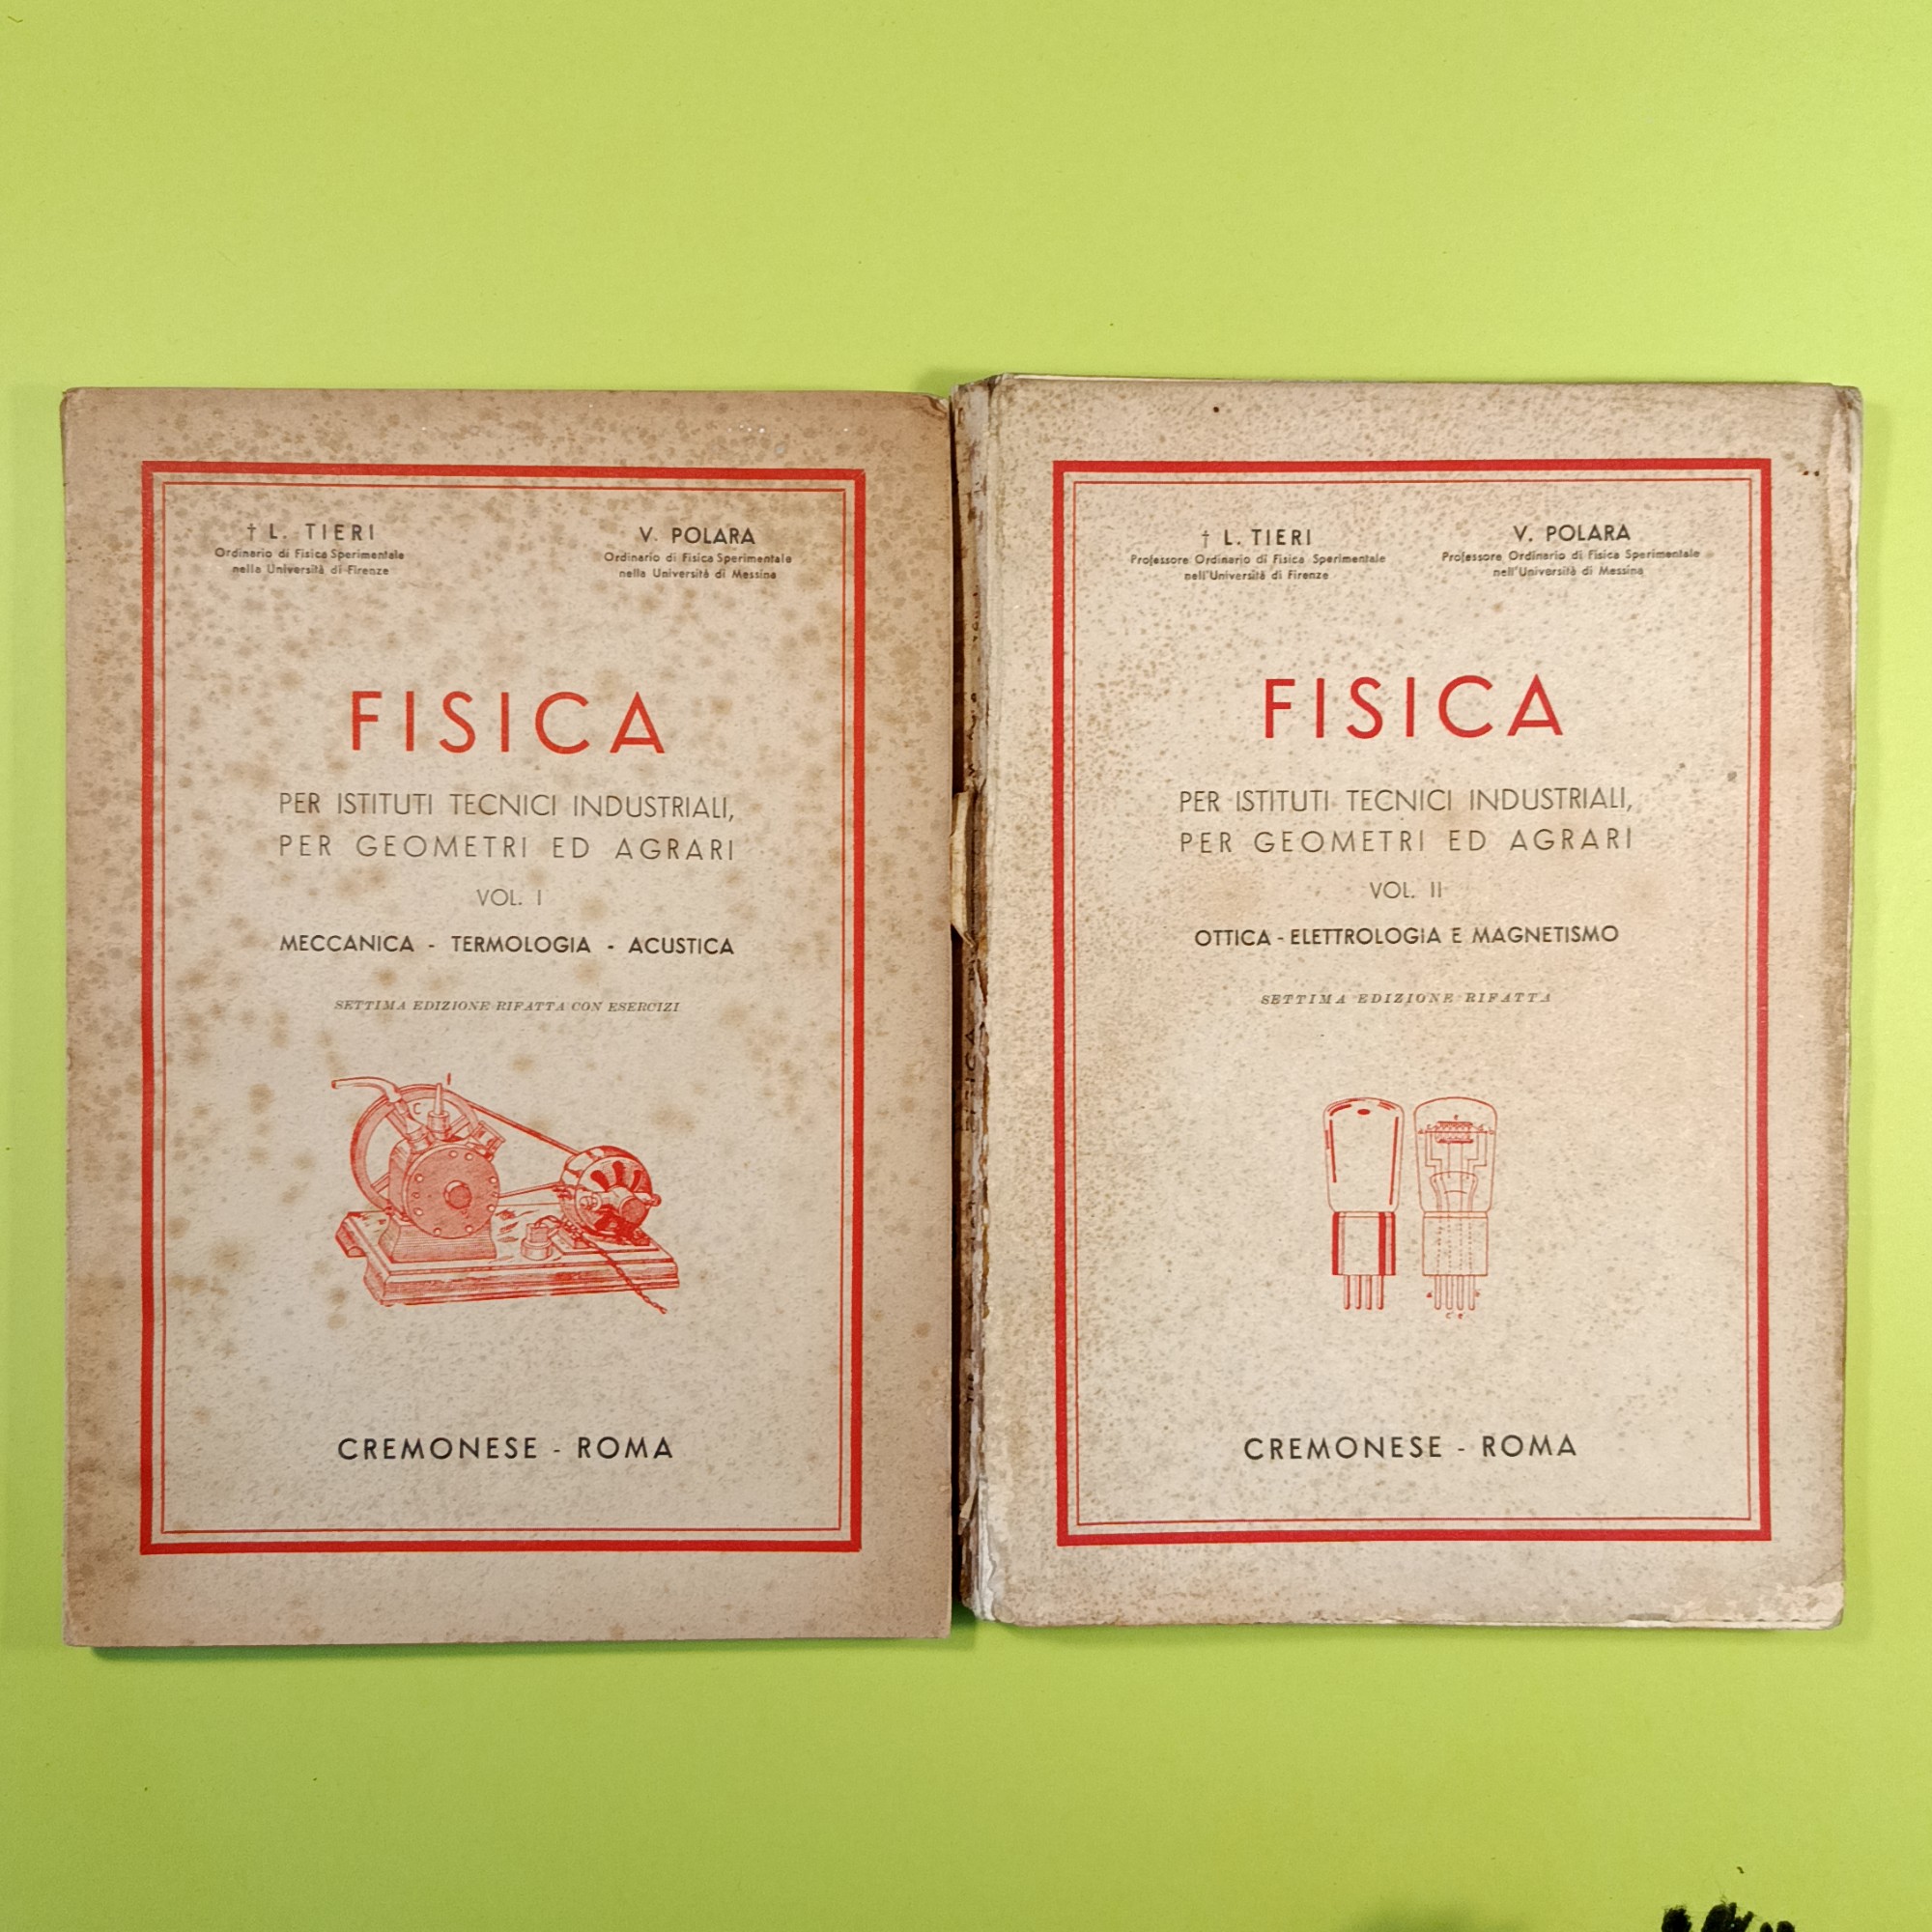 † L. TIERI
Ordinario di Fisica Sperimentale
nella Università di Firenze
V. POLARA
Ordinario di Fisica Sperimentale
nella Università di Messina
FISICA
PER ISTITUTI TECNICI INDUSTRIALI,
PER GEOMETRI ED AGRARI
VOL. I
MECCANICA - TERMOLOGIA - ACUSTICA
SETTIMA EDIZIONE RIFATTA CON ESERCIZI
CREMONESE - ROMA
† L. TIERI
Professore Ordinario di Fisica Sperimentale
nell'Università di Firenze
V. POLARA
Professore Ordinario di Fisica Sperimentale
nell'Università di Messina
FISICA
PER ISTITUTI TECNICI INDUSTRIALI,
PER GEOMETRI ED AGRARI
VOL. II
OTTICA - ELETTROLOGIA E MAGNETISMO
SETTIMA EDIZIONE RIFATTA
CREMONESE - ROMA